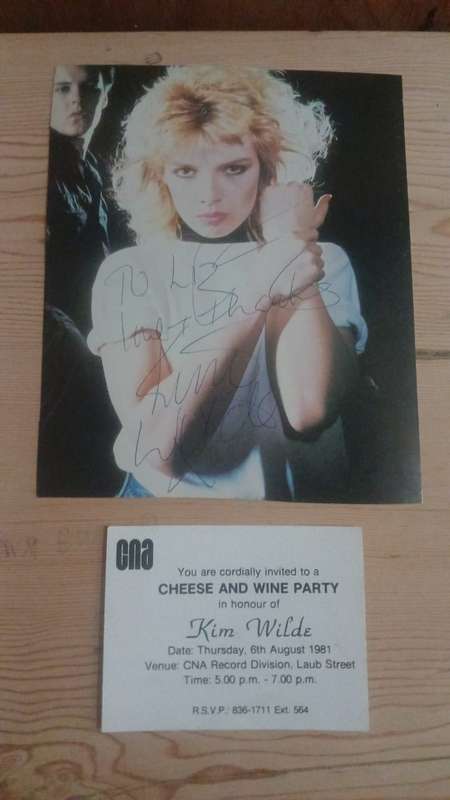 TO Liz
love + thanks
Kim
Wilde
cna
You are cordially invited to a
CHEESE AND WINE PARTY
in honour of
Kim Wilde
Date: Thursday, 6th August 1981
Venue: CNA Record Division, Laub Street
Time: 5.00 p.m. - 7.00 p.m.
R.S.V.P.: 836-1711 Ext. 564